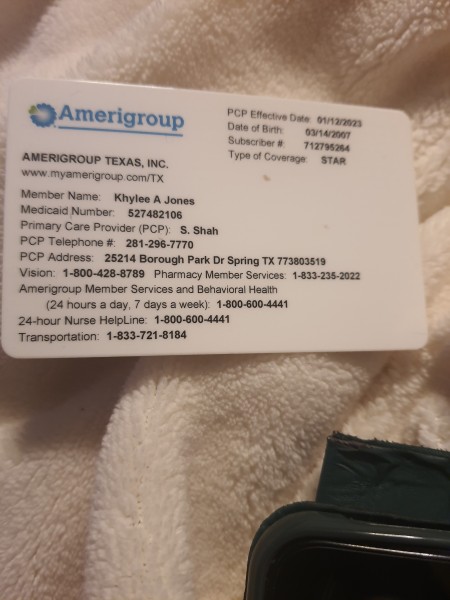 Amerigroup
PCP Effective Date: 01/12/2023
Date of Birth: 03/14/2007
Subscriber #: 712795264
Type of Coverage: STAR
AMERIGROUP TEXAS, INC.
www.myamerigroup.com/TX
Member Name: Khylee A Jones
Medicaid Number: 527482106
Primary Care Provider (PCP): S. Shah
PCP Telephone #: 281-296-7770
PCP Address: 25214 Borough Park Dr Spring TX 773803519
Vision: 1-800-428-8789 Pharmacy Member Services: 1-833-235-2022
Amerigroup Member Services and Behavioral Health
(24 hours a day, 7 days a week): 1-800-600-4441
24-hour Nurse HelpLine: 1-800-600-4441
Transportation: 1-833-721-8184